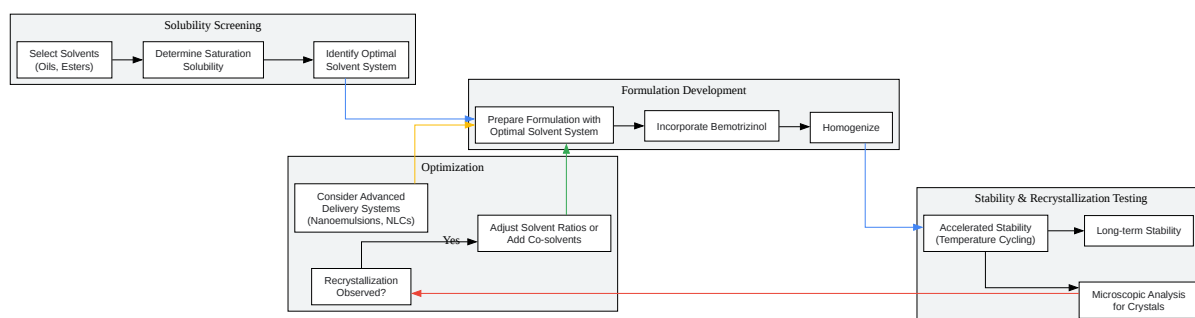 Solubility Screening
Select Solvents
(Oils, Esters)
Determine Saturation
Solubility
Identify Optimal
Solvent System
Formulation Development
Prepare Formulation with
Optimal Solvent System
Incorporate Bemotrizinol
Homogenize
Optimization
Consider Advanced
Delivery Systems
(Nanoemulsions, NLCs)
Adjust Solvent Ratios or
Add Co-solvents
Yes
Recrystallization
Observed?
Stability & Recrystallization Testing
Accelerated Stability
(Temperature Cycling)
Long-term Stability
Microscopic Analysis
for Crystals